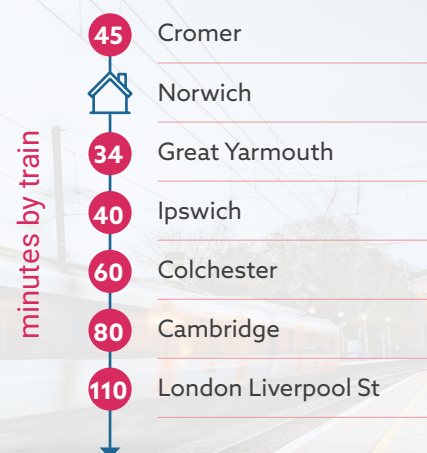 minutes by train
45 Cromer
Norwich
34 Great Yarmouth
40 Ipswich
60 Colchester
80 Cambridge
110 London Liverpool St